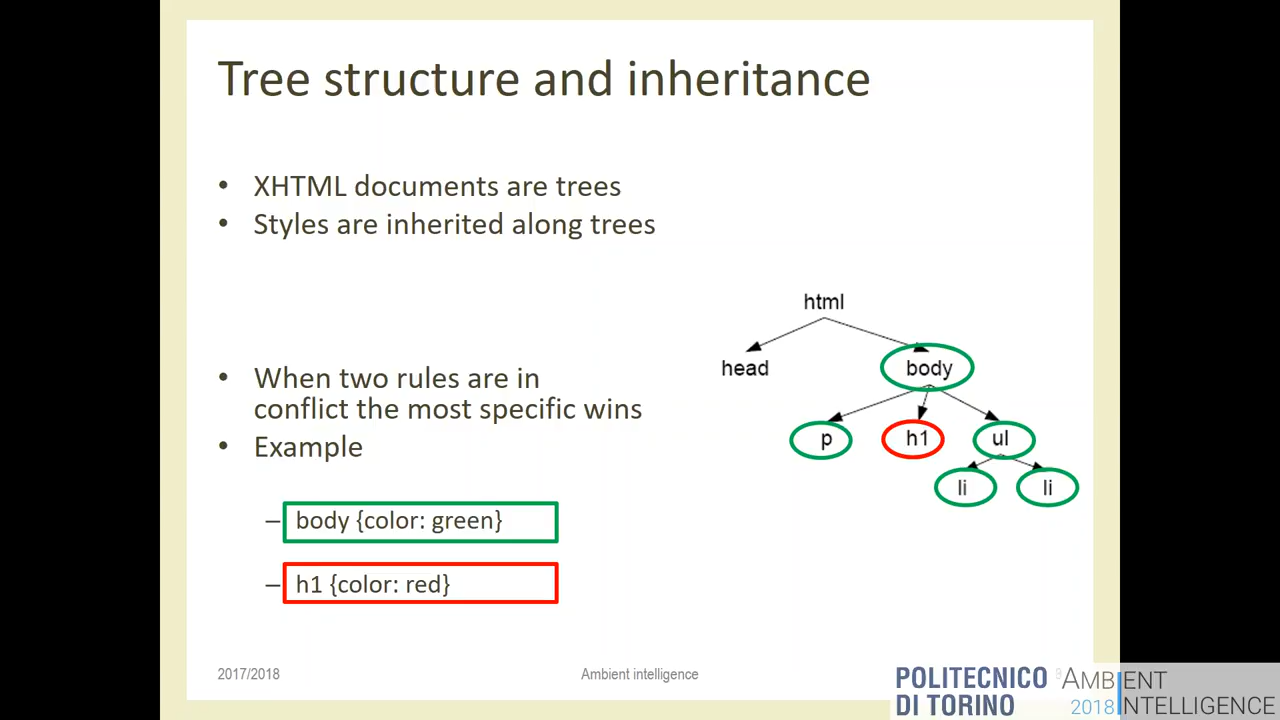 Tree structure and inheritance
• XHTML documents are trees
• Styles are inherited along trees
• When two rules are in
conflict the most specific wins
• Example
– body {color: green}
– h1 {color: red}
html
head
body
p
h1
ul
li
li
2017/2018
Ambient intelligence
POLITECNICO
DI TORINO
AMBIENT
2018 INTELLIGENCE